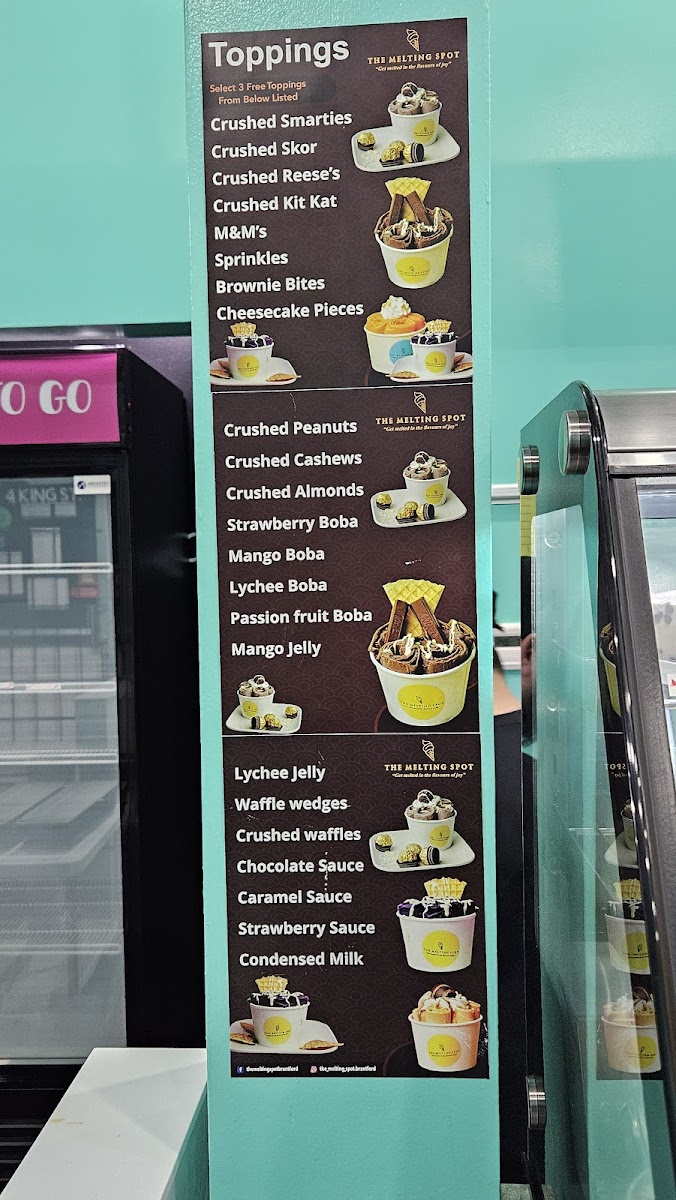 Toppings
THE MELTING SPOT
"Get melted in the flavours of joy"
Select 3 Free Toppings
From Below Listed
Crushed Smarties
Crushed Skor
Crushed Reese's
Crushed Kit Kat
M&M's
Sprinkles
Brownie Bites
Cheesecake Pieces
THE MELTING SPOT
"Get melted in the flavours of joy"
Crushed Peanuts
Crushed Cashews
Crushed Almonds
Strawberry Boba
Mango Boba
Lychee Boba
Passion fruit Boba
Mango Jelly
THE MELTING SPOT
"Get melted in the flavours of joy"
Lychee Jelly
Waffle wedges
Crushed waffles
Chocolate Sauce
Caramel Sauce
Strawberry Sauce
Condensed Milk
themeltingspotbrantford
the_melting_spot.brantford
TO GO
4 KING ST